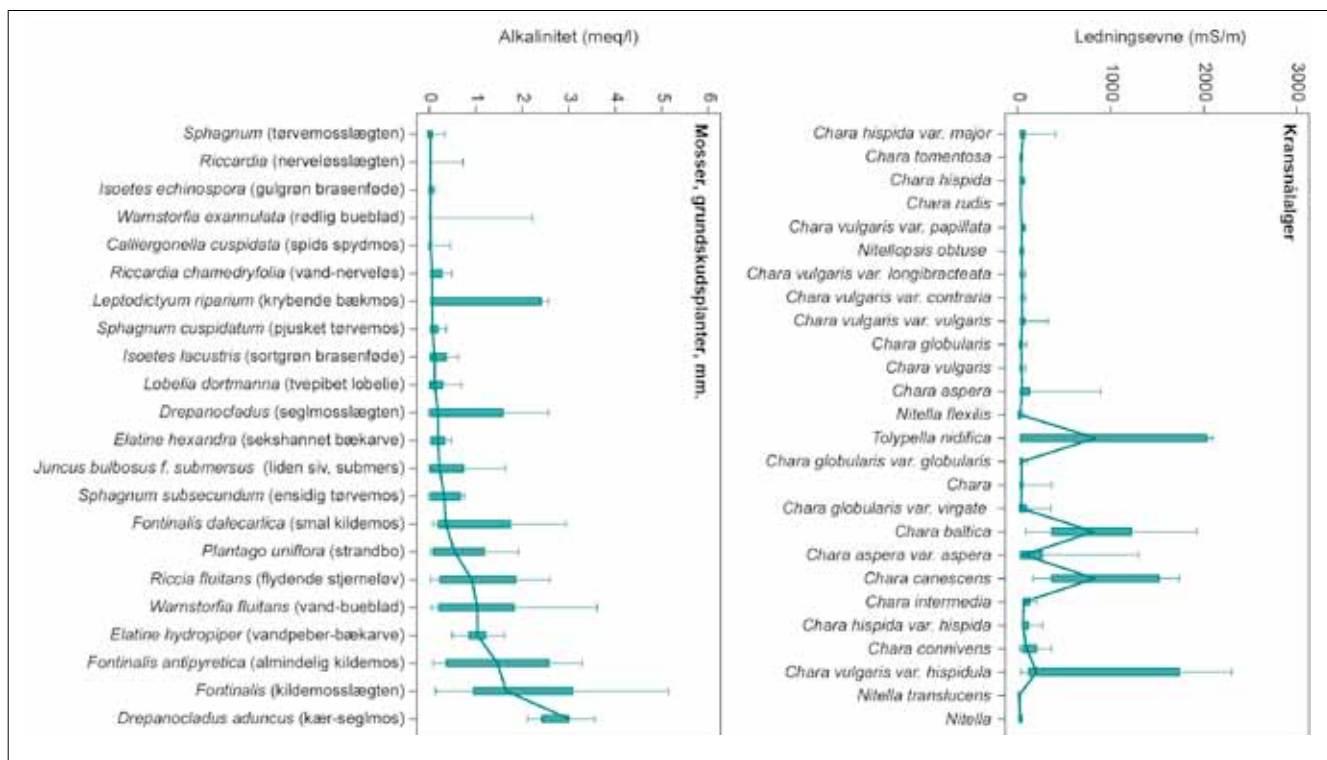 Alkalinitet (meq/l)
0 1 2 3 4 5 6
Mosser, grundskudsplanter, mm.
Sphagnum (tørvemosslægten)
Riccardia (nerveløsslægten)
Isoetes echinospora (gulgrøn brasenføde)
Warnstorfia exannulata (rødlig bueblad)
Calliergonella cuspidata (spids spydmos)
Riccardia chamedryfolia (vand-nerveløs)
Leptodictyum riparium (krybende bækmos)
Sphagnum cuspidatum (pjusket tørvemos)
Isoetes lacustris (sortgrøn brasenføde)
Lobelia dortmanna (tvepibet lobelie)
Drepanocladus (seglmosslægten)
Elatine hexandra (sekshannet bækarve)
Juncus bulbosus f. submersus (liden siv, submers)
Sphagnum subsecundum (ensidig tørvemos)
Fontinalis dalecarlica (smal kildemos)
Plantago uniflora (strandbo)
Riccia fluitans (flydende stjerneløv)
Warnstorfia fluitans (vand-bueblad)
Elatine hydropiper (vandpeber-bækarve)
Fontinalis antipyretica (almindelig kildemos)
Fontinalis (kildemosslægten)
Drepanocladus aduncus (kær-seglmos)
Ledningsevne (mS/m)
0 1000 2000 3000
Kransnålalger
Chara hispida var. major
Chara tomentosa
Chara hispida
Chara rudis
Chara vulgaris var. papillata
Nitellopsis obtuse
Chara vulgaris var. longibracteata
Chara vulgaris var. contraria
Chara vulgaris var. vulgaris
Chara globularis
Chara vulgaris
Chara aspera
Nitella flexilis
Tolypella nidifica
Chara globularis var. globularis
Chara
Chara globularis var. virgate
Chara baltica
Chara aspera var. aspera
Chara canescens
Chara intermedia
Chara hispida var. hispida
Chara connivens
Chara vulgaris var. hispidula
Nitella translucens
Nitella